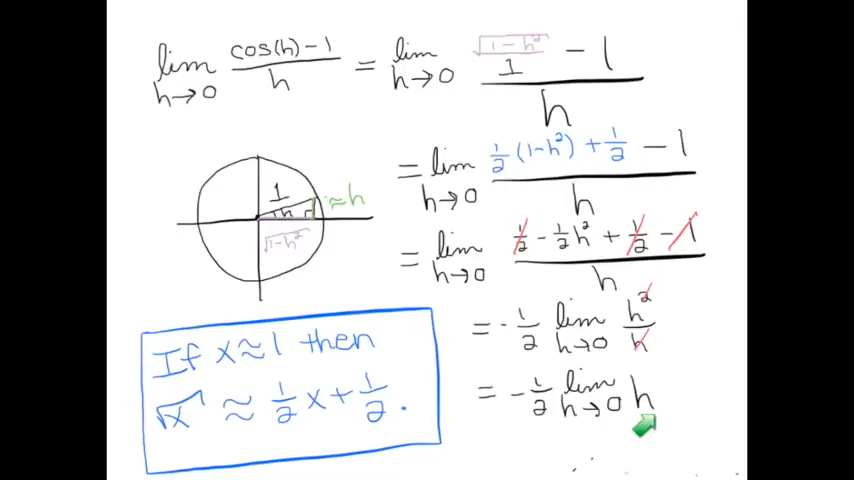 lim h→0 (cos(h) − 1)/h = lim h→0 (√(1 − h²)/1 − 1)/h
= lim h→0 (½(1−h²) + ½ − 1)/h
1
h
≈ h
√(1−h²)
= lim h→0 (½ − ½h² + ½ − 1)/h
= -½ lim h→0 h²/h
If x ≈ 1 then
√x ≈ ½x + ½.
= -½ lim h→0 h